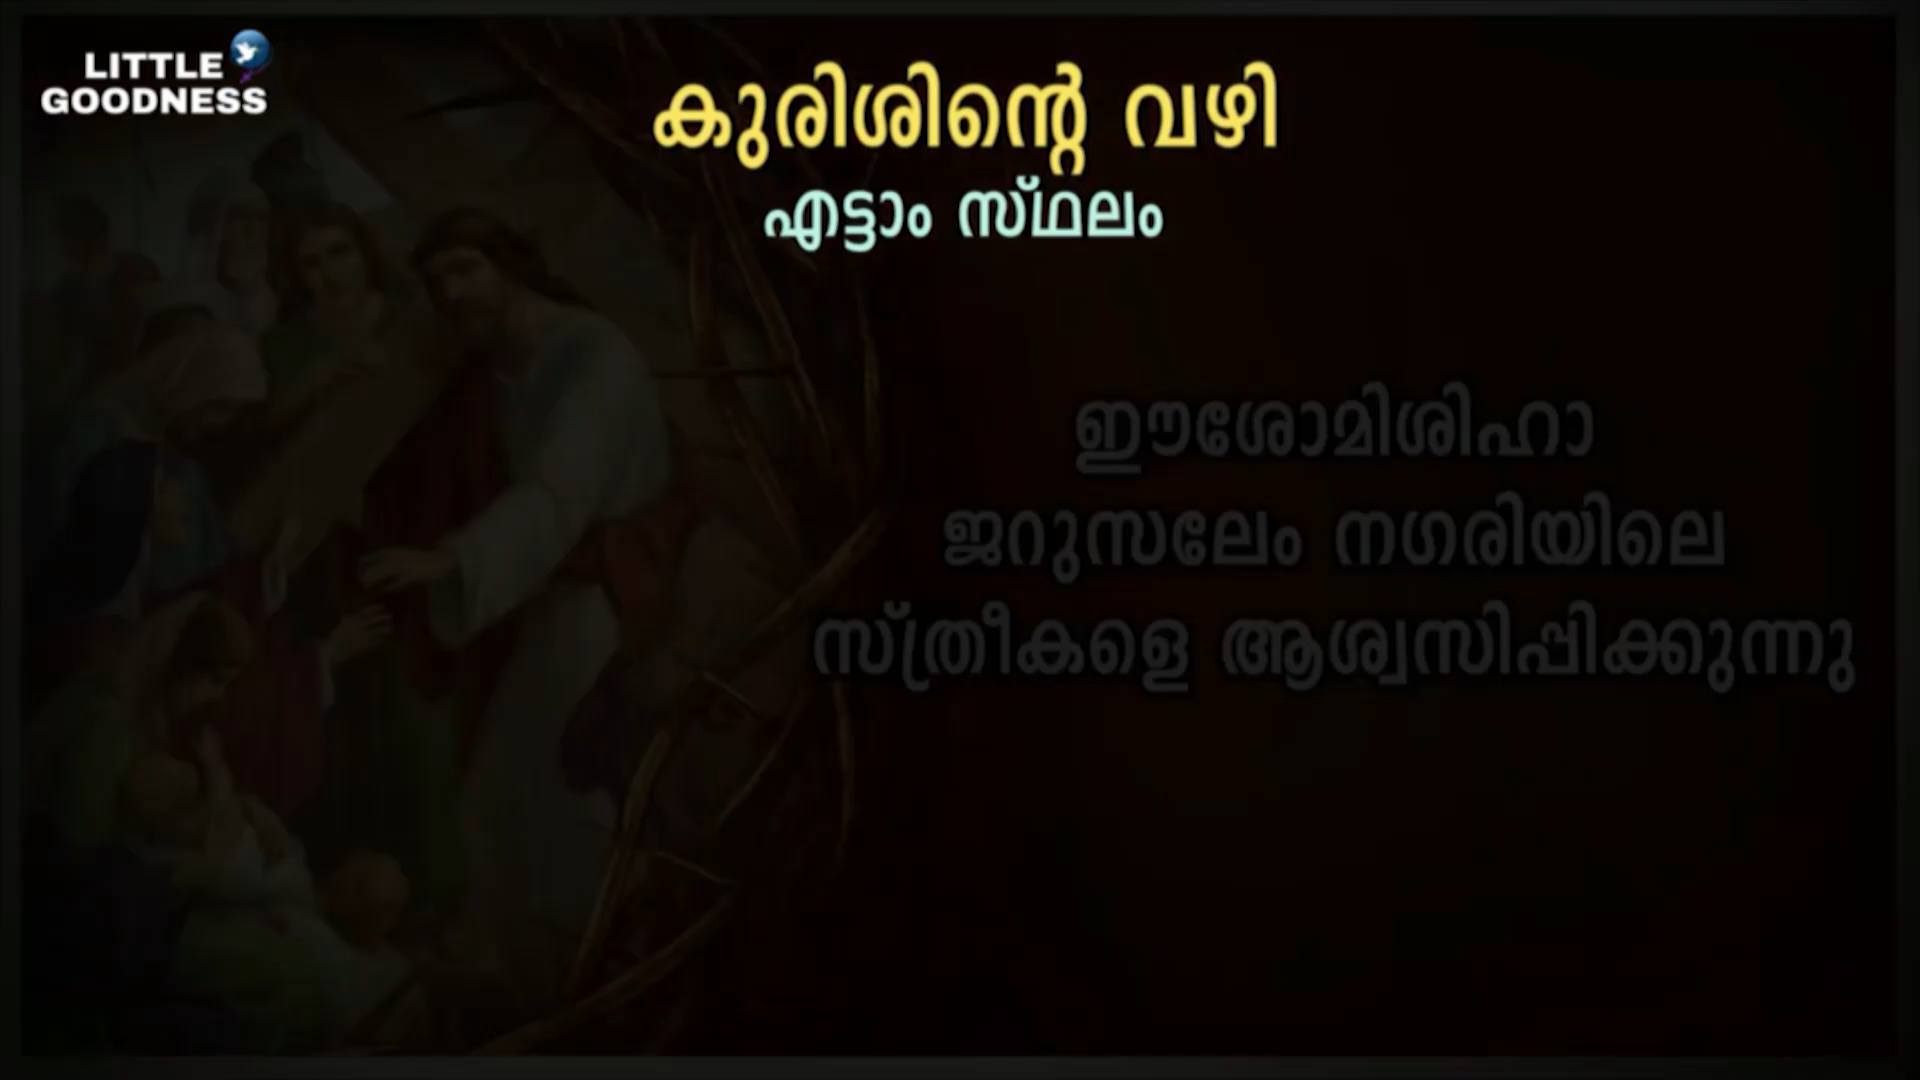 LITTLE
GOODNESS
കുരിശിന്റെ വഴി
എട്ടാം സ്ഥലം
ഈശോമിശിഹാ
ജറുസലേം നഗരിയിലെ
സ്ത്രീകളെ ആശ്വസിപ്പിക്കുന്നു